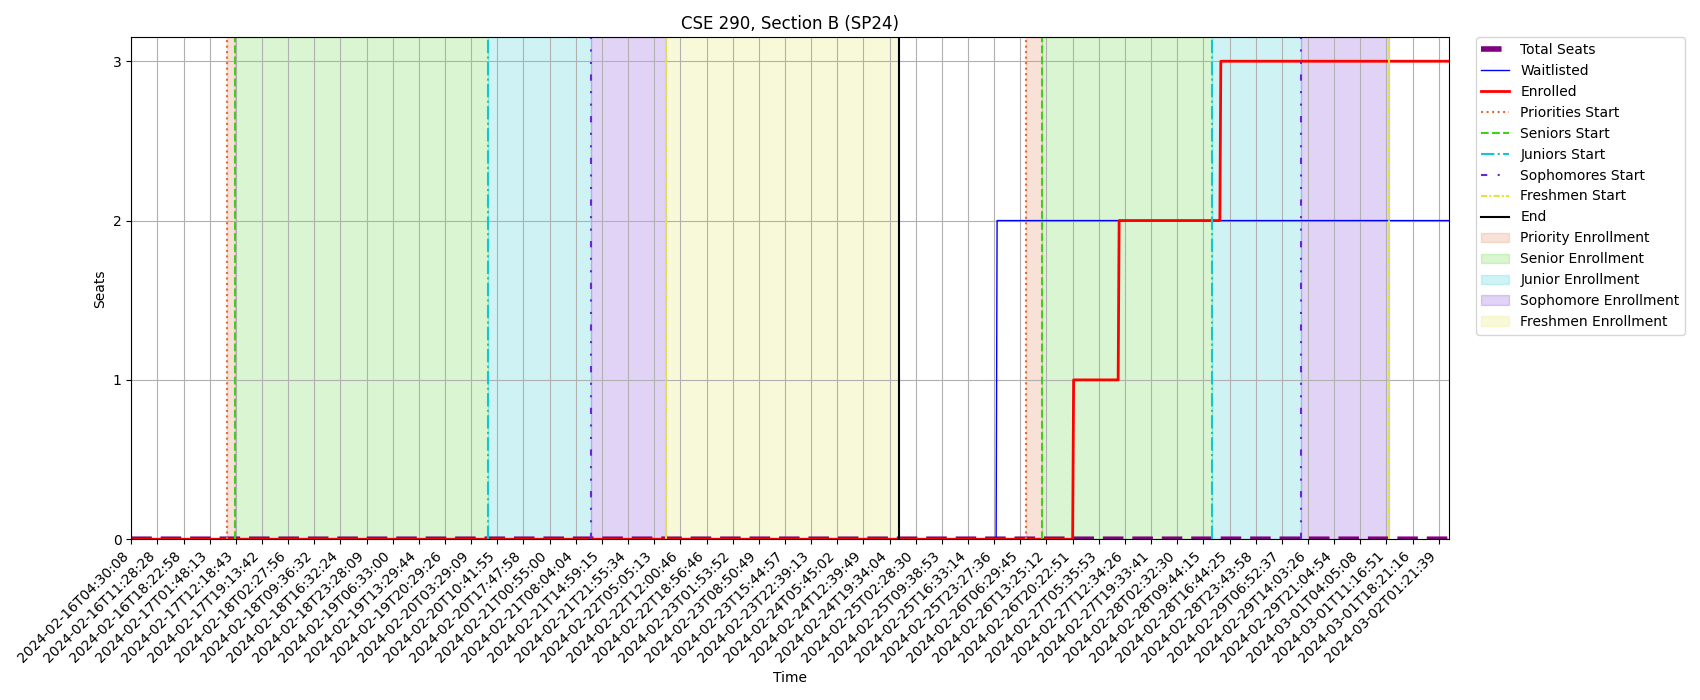 CSE 290, Section B (SP24)
Seats
3
2
1
0
Total Seats
Waitlisted
Enrolled
Priorities Start
Seniors Start
Juniors Start
Sophomores Start
Freshmen Start
End
Priority Enrollment
Senior Enrollment
Junior Enrollment
Sophomore Enrollment
Freshmen Enrollment
2024-02-16T04:30:08
2024-02-16T11:28:28
2024-02-16T18:22:58
2024-02-17T01:48:13
2024-02-17T12:18:43
2024-02-17T19:13:42
2024-02-18T02:27:56
2024-02-18T09:36:32
2024-02-18T16:32:24
2024-02-18T23:28:09
2024-02-19T06:33:00
2024-02-19T13:29:44
2024-02-19T20:29:26
2024-02-20T03:29:09
2024-02-20T10:41:55
2024-02-20T17:47:58
2024-02-21T00:55:00
2024-02-21T08:04:04
2024-02-21T14:59:15
2024-02-21T21:55:34
2024-02-22T05:05:13
2024-02-22T12:00:46
2024-02-22T18:56:46
2024-02-23T01:53:52
2024-02-23T08:50:49
2024-02-23T15:44:57
2024-02-23T22:39:13
2024-02-24T05:45:02
2024-02-24T12:39:49
2024-02-24T19:34:04
2024-02-25T02:28:30
2024-02-25T09:38:53
2024-02-25T16:33:14
2024-02-25T23:27:36
2024-02-26T06:29:45
2024-02-26T13:25:12
2024-02-26T20:22:51
2024-02-27T05:35:53
2024-02-27T12:34:26
2024-02-27T19:33:41
2024-02-28T02:32:30
2024-02-28T09:44:15
2024-02-28T16:44:25
2024-02-28T23:43:58
2024-02-29T06:52:37
2024-02-29T14:03:26
2024-02-29T21:04:54
2024-03-01T04:05:08
2024-03-01T11:16:51
2024-03-01T18:21:16
2024-03-02T01:21:39
Time